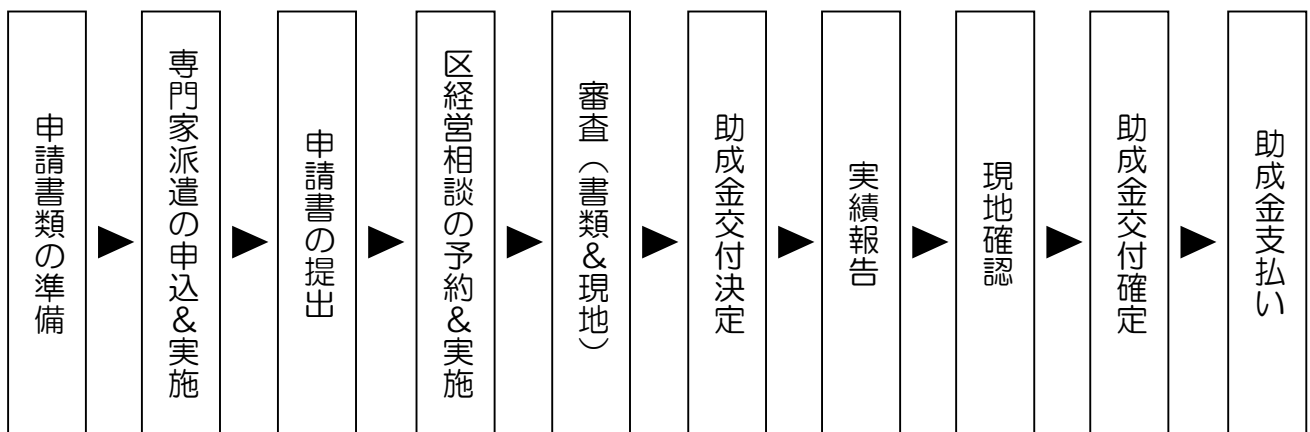 申請書類の準備
専門家派遣の申込&実施
申請書の提出
区経営相談の予約&実施
審査（書類&現地）
助成金交付決定
実績報告
現地確認
助成金交付確定
助成金支払い